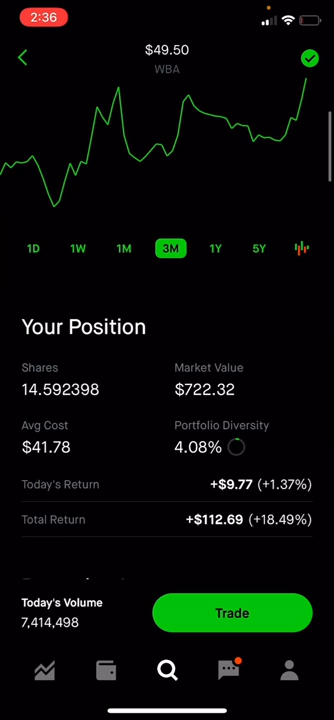 2:36
$49.50
WBA
1D 1W 1M 3M 1Y 5Y
Your Position
Shares Market Value
14.592398 $722.32
Avg Cost Portfolio Diversity
$41.78 4.08%
Today's Return +$9.77 (+1.37%)
Total Return +$112.69 (+18.49%)
Today's Volume
7,414,498
Trade